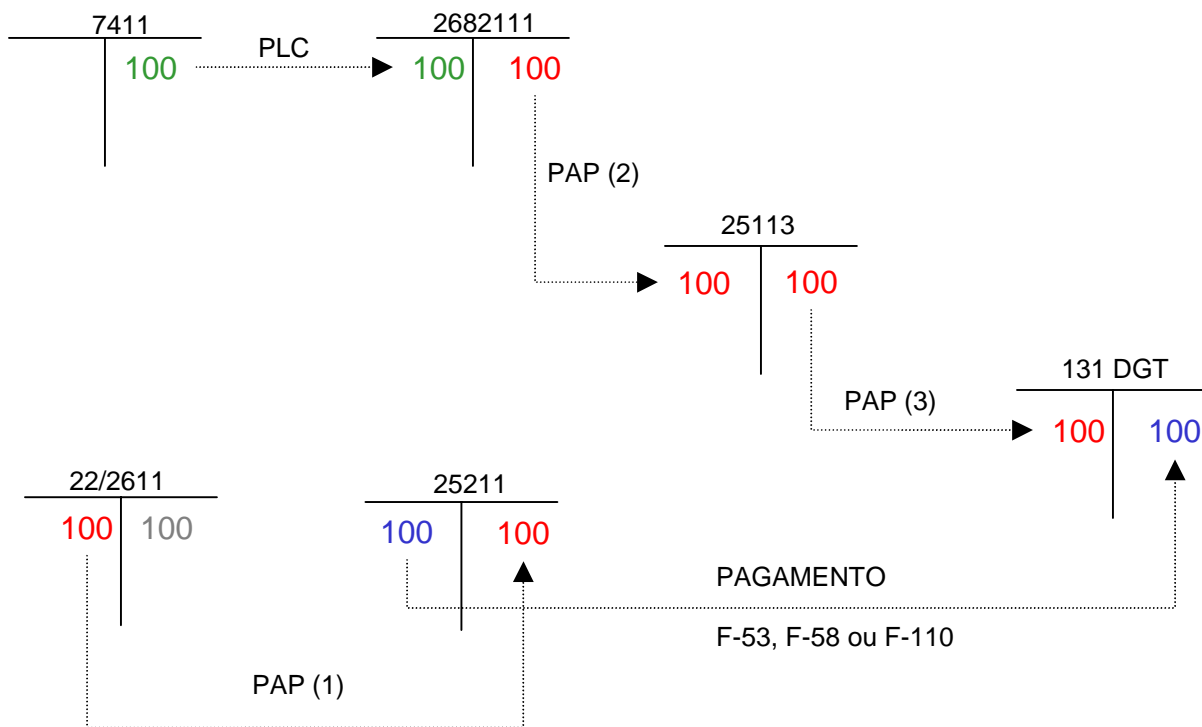 7411
100
PLC
2682111
100 100
PAP (2)
25113
100 100
PAP (3)
131 DGT
100 100
22/2611
100 100
25211
100 100
PAGAMENTO
F-53, F-58 ou F-110
PAP (1)